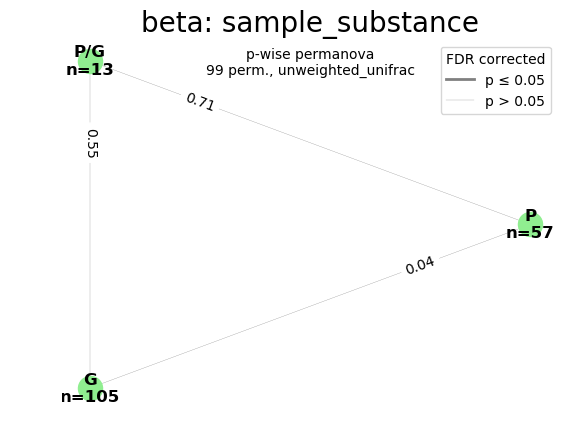 beta: sample_substance
p-wise permanova
99 perm., unweighted_unifrac
FDR corrected
p ≤ 0.05
p > 0.05
P/G
n=13
0.71
0.55
P
n=57
0.04
G
n=105